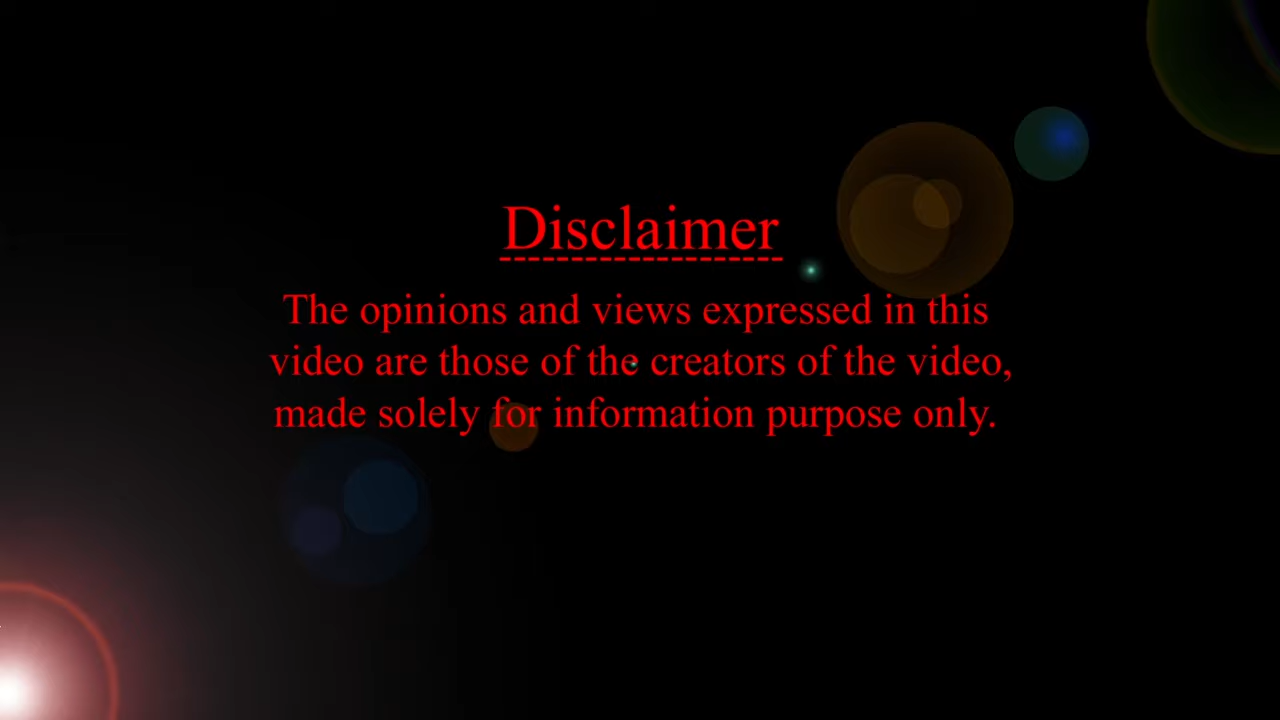 Disclaimer
The opinions and views expressed in this
video are those of the creators of the video,
made solely for information purpose only.